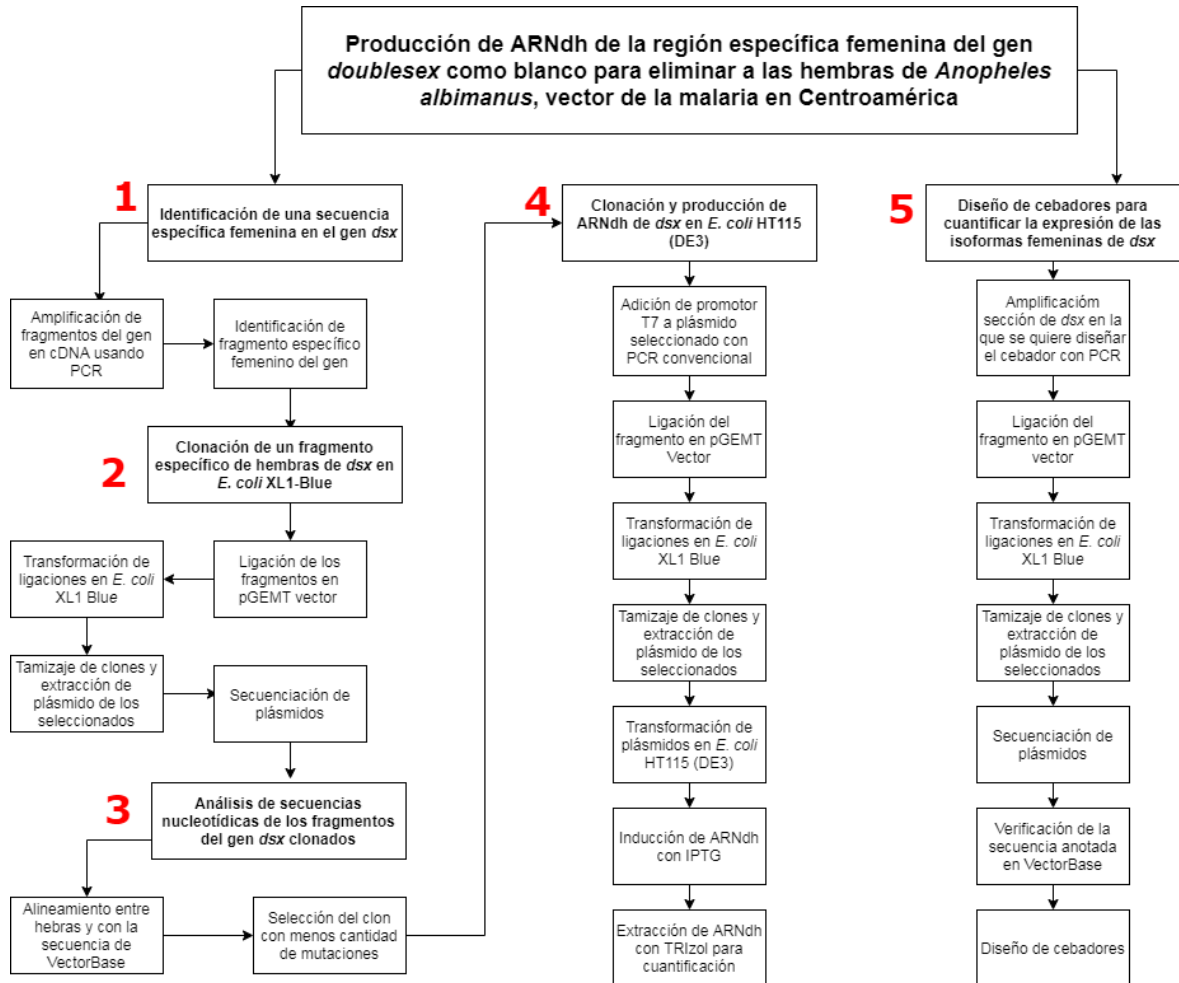 Producción de ARNdh de la región específica femenina del gen
doublesex como blanco para eliminar a las hembras de Anopheles
albimanus, vector de la malaria en Centroamérica
1
Identificación de una secuencia
específica femenina en el gen dsx
Amplificación de
fragmentos del gen
en cDNA usando
PCR
Identificación de
fragmento específico
femenino del gen
2
Clonación de un fragmento
específico de hembras de dsx en
E. coli XL1-Blue
Ligación de los
fragmentos en
pGEMT vector
Transformación de
ligaciones en E. coli
XL1 Blue
Tamizaje de clones y
extracción de
plásmido de los
seleccionados
Secuenciación de
plásmidos
3
Análisis de secuencias
nucleotídicas de los fragmentos
del gen dsx clonados
Alineamiento entre
hebras y con la
secuencia de
VectorBase
Selección del clon
con menos cantidad
de mutaciones
4
Clonación y producción de
ARNdh de dsx en E. coli HT115
(DE3)
Adición de promotor
T7 a plásmido
seleccionado con
PCR convencional
Ligación del
fragmento en pGEMT
Vector
Transformación de
ligaciones en E. coli
XL1 Blue
Tamizaje de clones y
extracción de
plásmido de los
seleccionados
Transformación de
plásmidos en E. coli
HT115 (DE3)
Inducción de ARNdh
con IPTG
Extracción de ARNdh
con TRIzol para
cuantificación
5
Diseño de cebadores para
cuantificar la expresión de las
isoformas femeninas de dsx
Amplificacióm
sección de dsx en la
que se quiere diseñar
el cebador con PCR
Ligación del
fragmento en pGEMT
vector
Transformación de
ligaciones en E. coli
XL1 Blue
Tamizaje de clones y
extracción de
plásmido de los
seleccionados
Secuenciación de
plásmidos
Verificación de la
secuencia anotada
en VectorBase
Diseño de cebadores